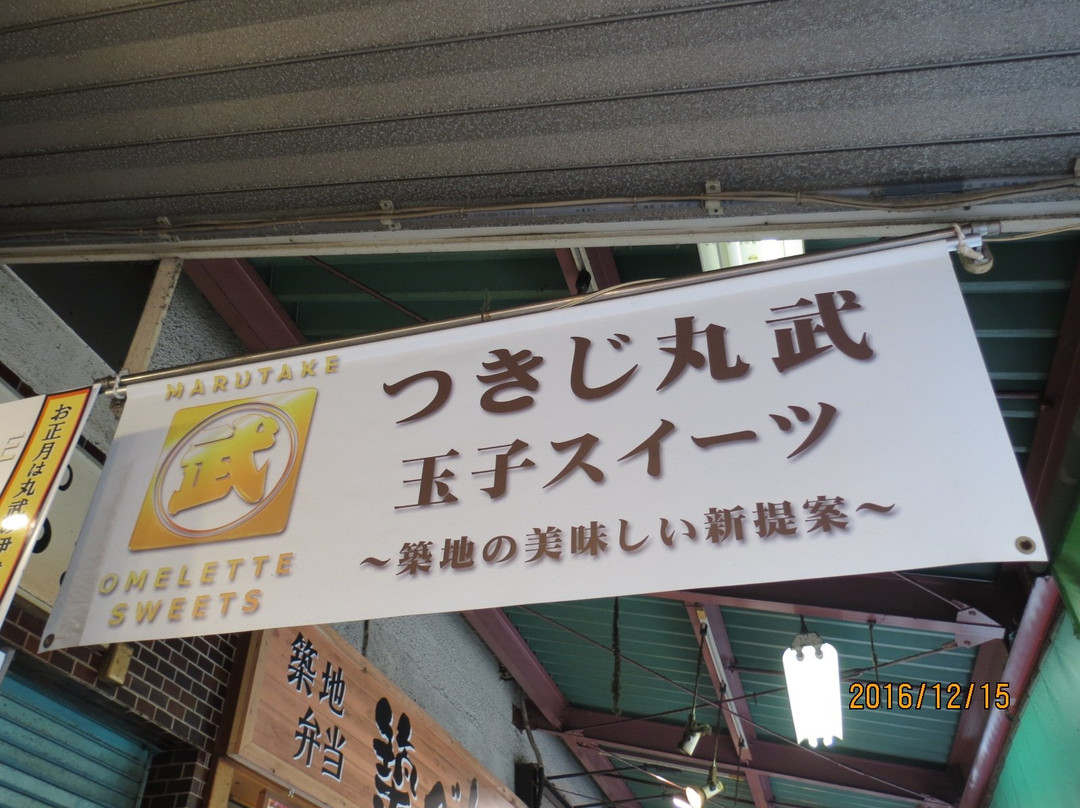 MARUTAKE
武
OMELETTE
SWEETS
つきじ丸武
玉子スイーツ
～築地の美味しい新提案～
お正月は丸武の伊
築地
弁当
2016/12/15